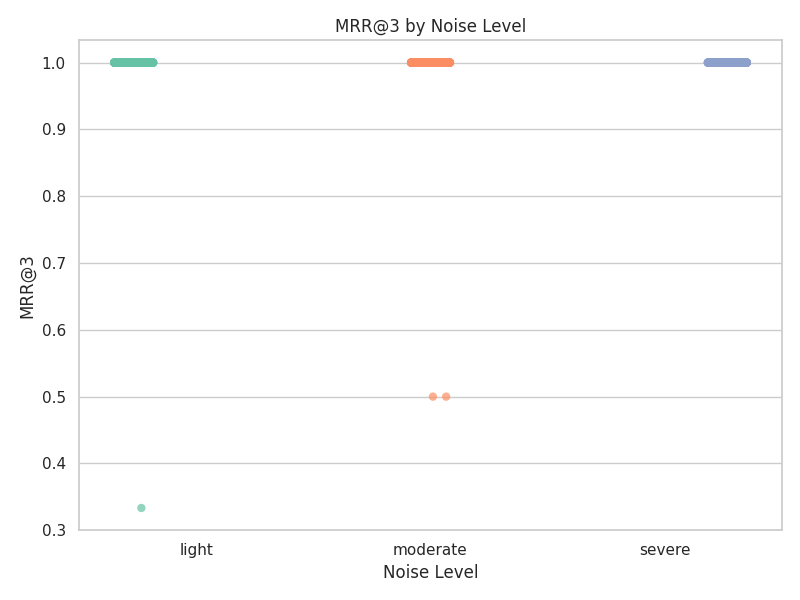 MRR@3 by Noise Level
MRR@3
1.0
0.9
0.8
0.7
0.6
0.5
0.4
0.3
light
moderate
severe
Noise Level